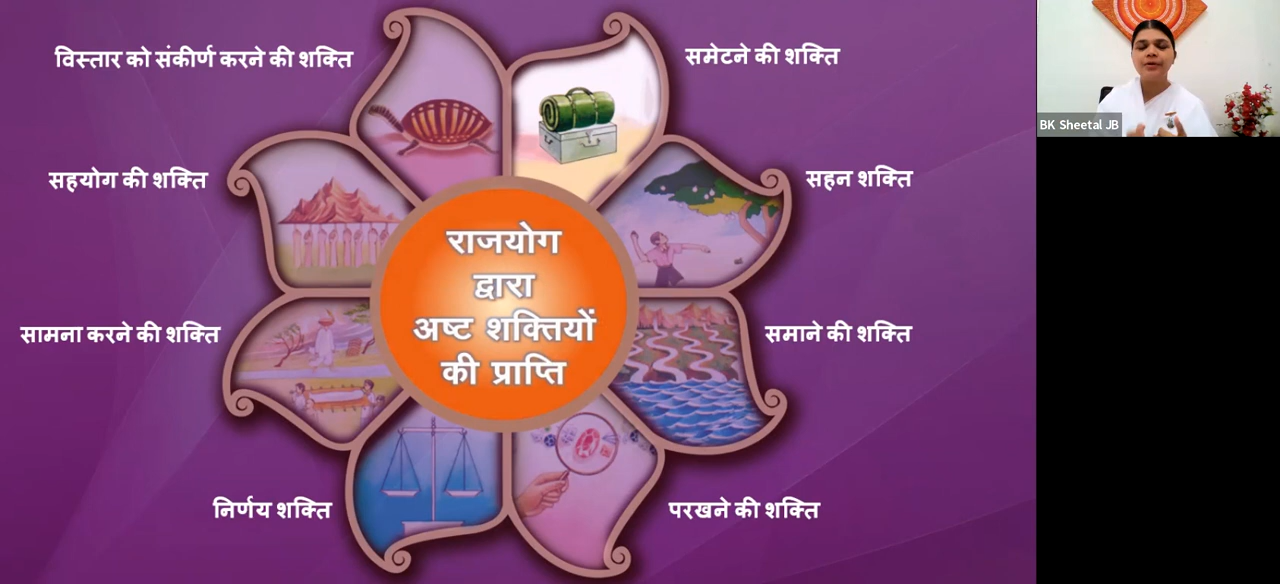 विस्तार को संकीर्ण करने की शक्ति
समेटने की शक्ति
सहयोग की शक्ति
सहन शक्ति
राजयोग
द्वारा
अष्ट शक्तियों
की प्राप्ति
सामना करने की शक्ति
समाने की शक्ति
निर्णय शक्ति
परखने की शक्ति
BK Sheetal JB